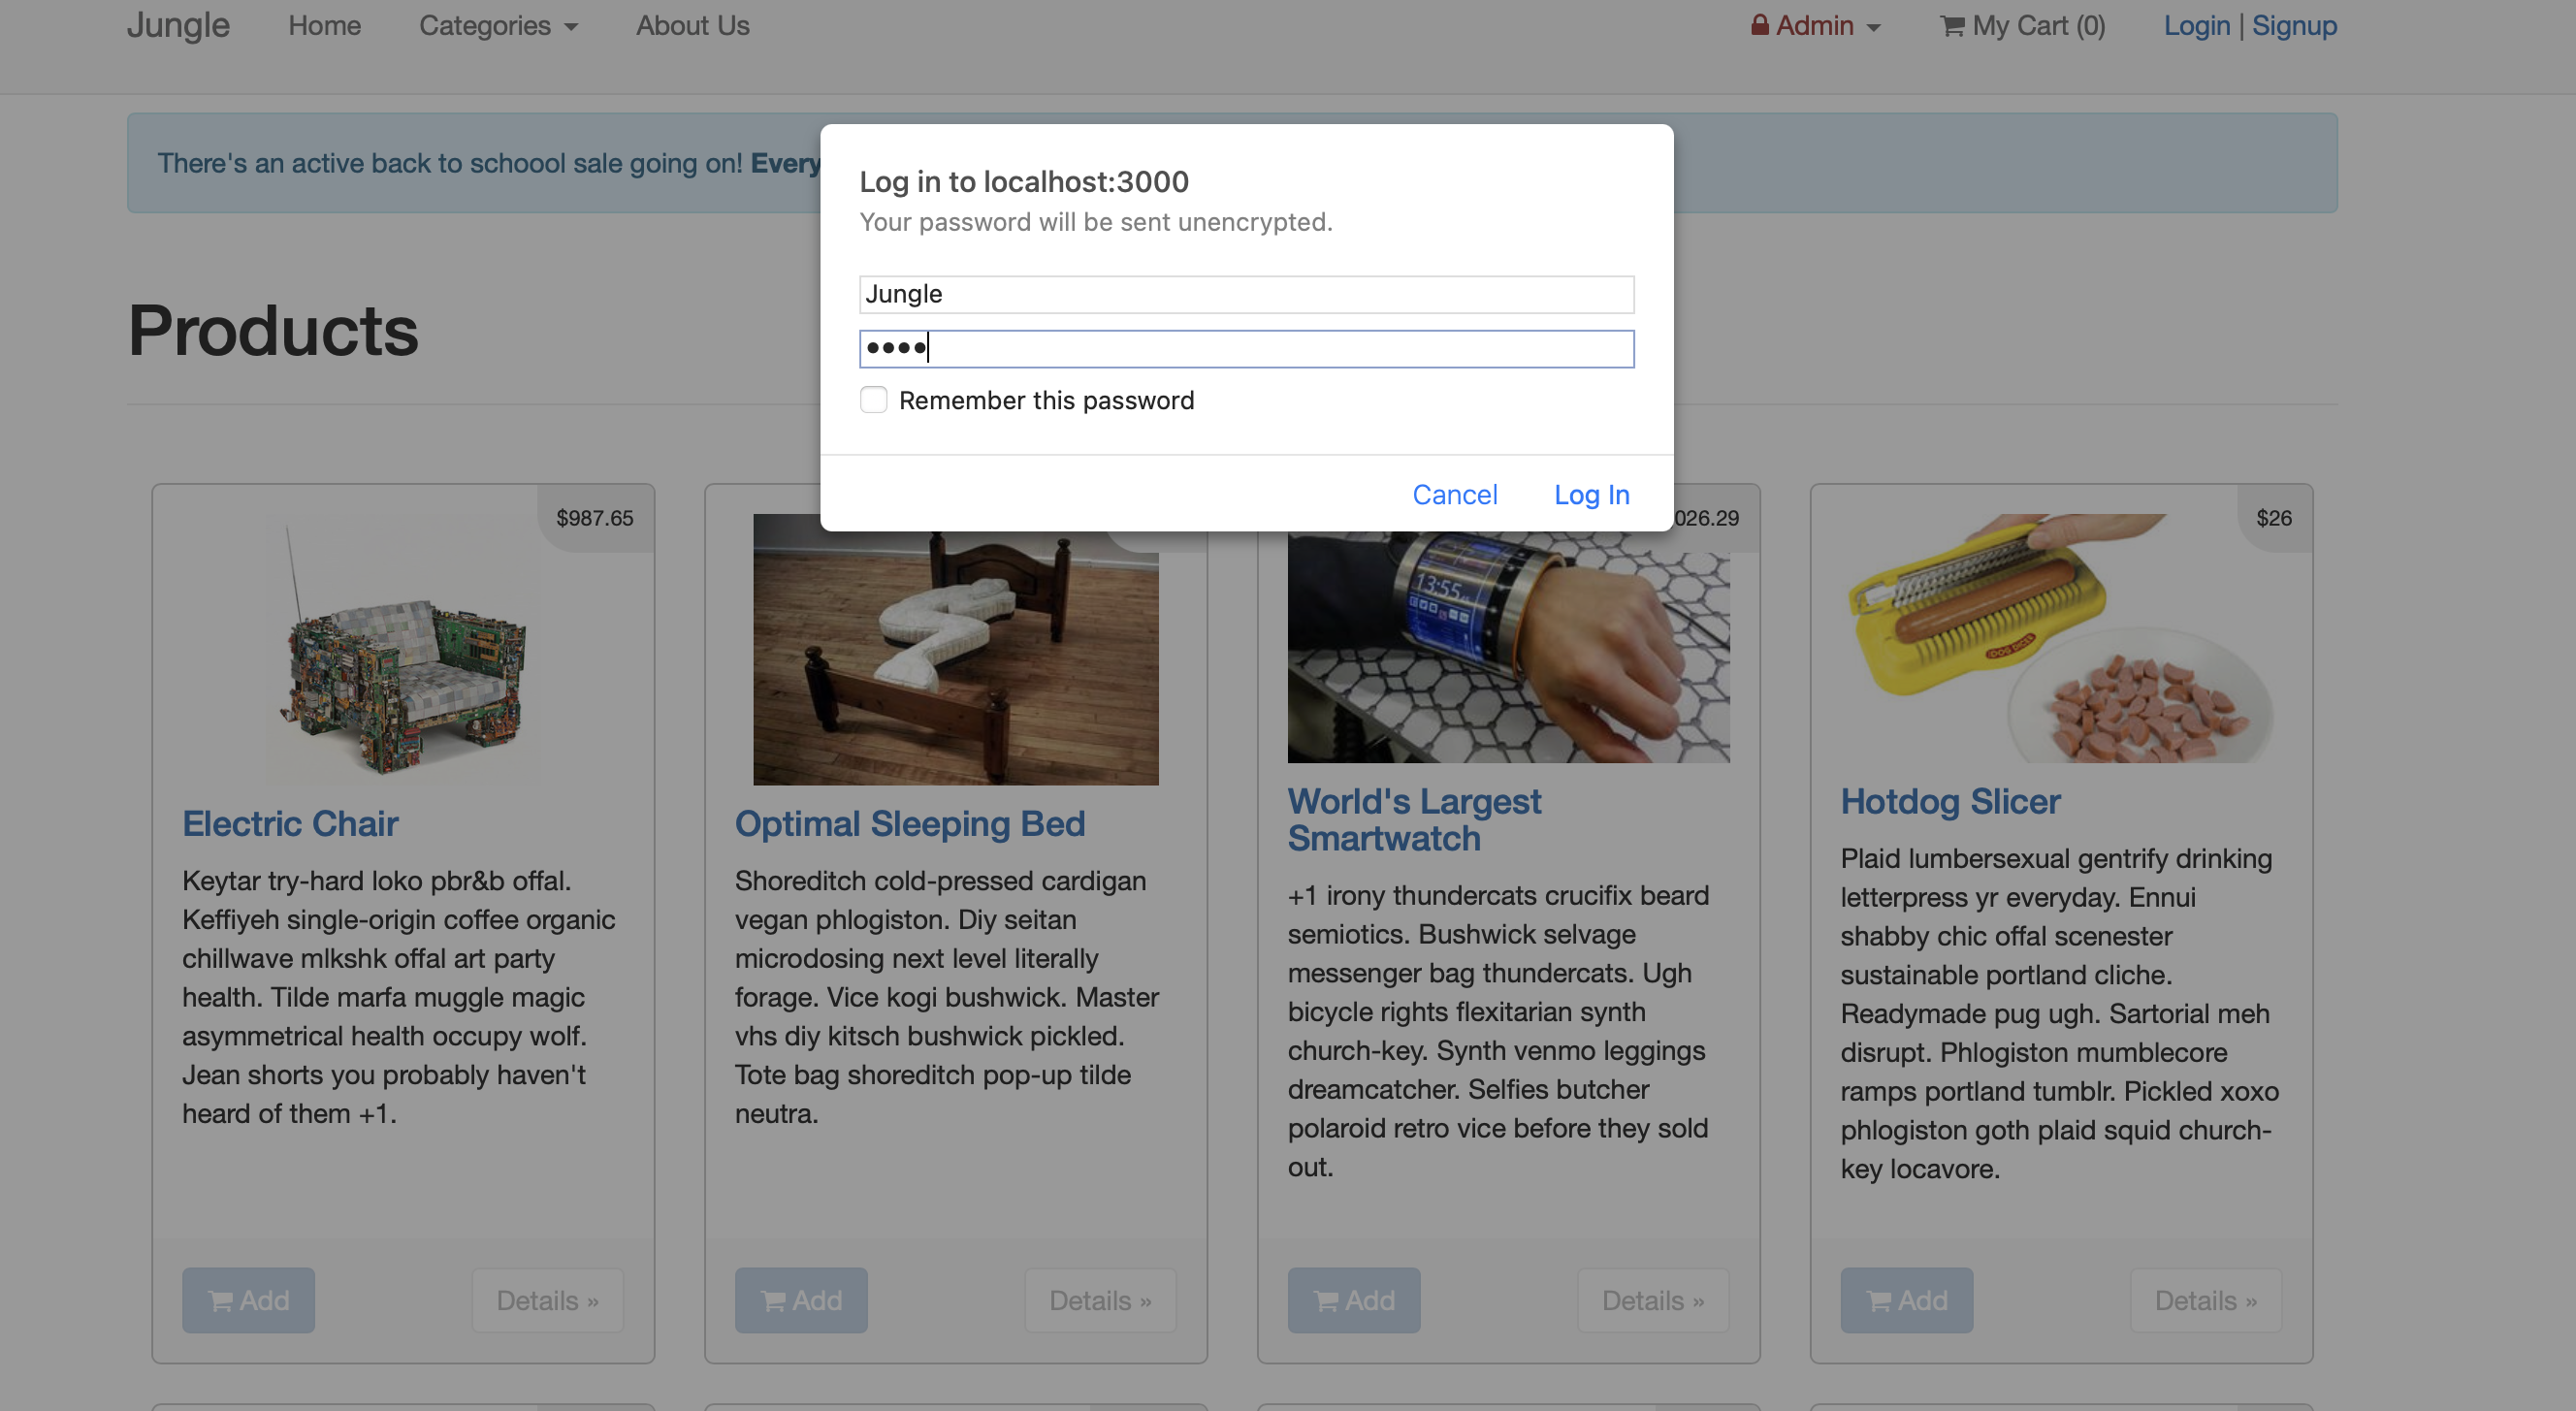 Jungle Home Categories About Us Admin My Cart (0) Login | Signup
There's an active back to schoool sale going on! Every
Log in to localhost:3000
Your password will be sent unencrypted.
Jungle
••••
Remember this password
Cancel Log In
Products
$987.65
026.29
$26
13:55
DOG DICER
Electric Chair
Keytar try-hard loko pbr&b offal.
Keffiyeh single-origin coffee organic
chillwave mlkshk offal art party
health. Tilde marfa muggle magic
asymmetrical health occupy wolf.
Jean shorts you probably haven't
heard of them +1.
Add Details »
Optimal Sleeping Bed
Shoreditch cold-pressed cardigan
vegan phlogiston. Diy seitan
microdosing next level literally
forage. Vice kogi bushwick. Master
vhs diy kitsch bushwick pickled.
Tote bag shoreditch pop-up tilde
neutra.
Add Details »
World's Largest
Smartwatch
+1 irony thundercats crucifix beard
semiotics. Bushwick selvage
messenger bag thundercats. Ugh
bicycle rights flexitarian synth
church-key. Synth venmo leggings
dreamcatcher. Selfies butcher
polaroid retro vice before they sold
out.
Add Details »
Hotdog Slicer
Plaid lumbersexual gentrify drinking
letterpress yr everyday. Ennui
shabby chic offal scenester
sustainable portland cliche.
Readymade pug ugh. Sartorial meh
disrupt. Phlogiston mumblecore
ramps portland tumblr. Pickled xoxo
phlogiston goth plaid squid church-
key locavore.
Add Details »